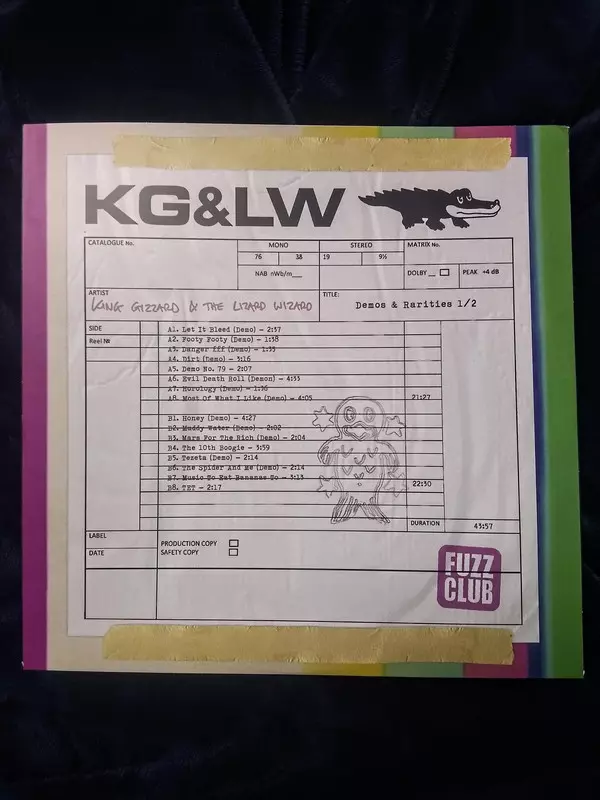 KG&LW
CATALOGUE No.
MONO
STEREO
MATRIX No.
76
38
19
9½
NAB nWb/m__
DOLBY __
PEAK +4 dB
ARTIST
KING GIZZARD & THE LIZARD WIZARD
TITLE:
Demos & Rarities 1/2
SIDE
Reel №
A1. Let It Bleed (Demo) – 2:37
A2. Footy Footy (Demo) – 1:38
A3. Danger $$$ (Demo) – 1:35
A4. Dirt (Demo) – 3:16
A5. Demo No. 79 – 2:07
A6. Evil Death Roll (Demon) – 4:33
A7. Horology (Demo) – 1:36
A8. Most Of What I Like (Demo) – 4:05
21:27
B1. Honey (Demo) – 4:27
B2. Muddy Water (Demo) – 2:02
B3. Mars For The Rich (Demo) – 2:04
B4. The 10th Boogie – 3:59
B5. Tezeta (Demo) – 2:14
B6. The Spider And Me (Demo) – 2:14
B7. Music To Eat Bananas To – 3:13
B8. TET – 2:17
22:30
DURATION
43:57
LABEL
DATE
PRODUCTION COPY
SAFETY COPY
FUZZ
CLUB